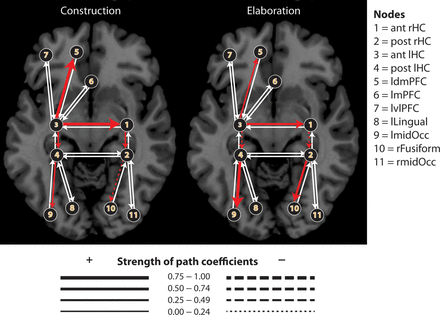 Construction
Elaboration
7
5
6
3
1
4
2
9
8
10
11
7
5
6
3
1
4
2
9
8
10
11
Nodes
1 = ant rHC
2 = post rHC
3 = ant lHC
4 = post lHC
5 = ldmPFC
6 = lmPFC
7 = lvlPFC
8 = lLingual
9 = lmidOcc
10 = rFusiform
11 = rmidOcc
+ Strength of path coefficients −
0.75 – 1.00
0.50 – 0.74
0.25 – 0.49
0.00 – 0.24